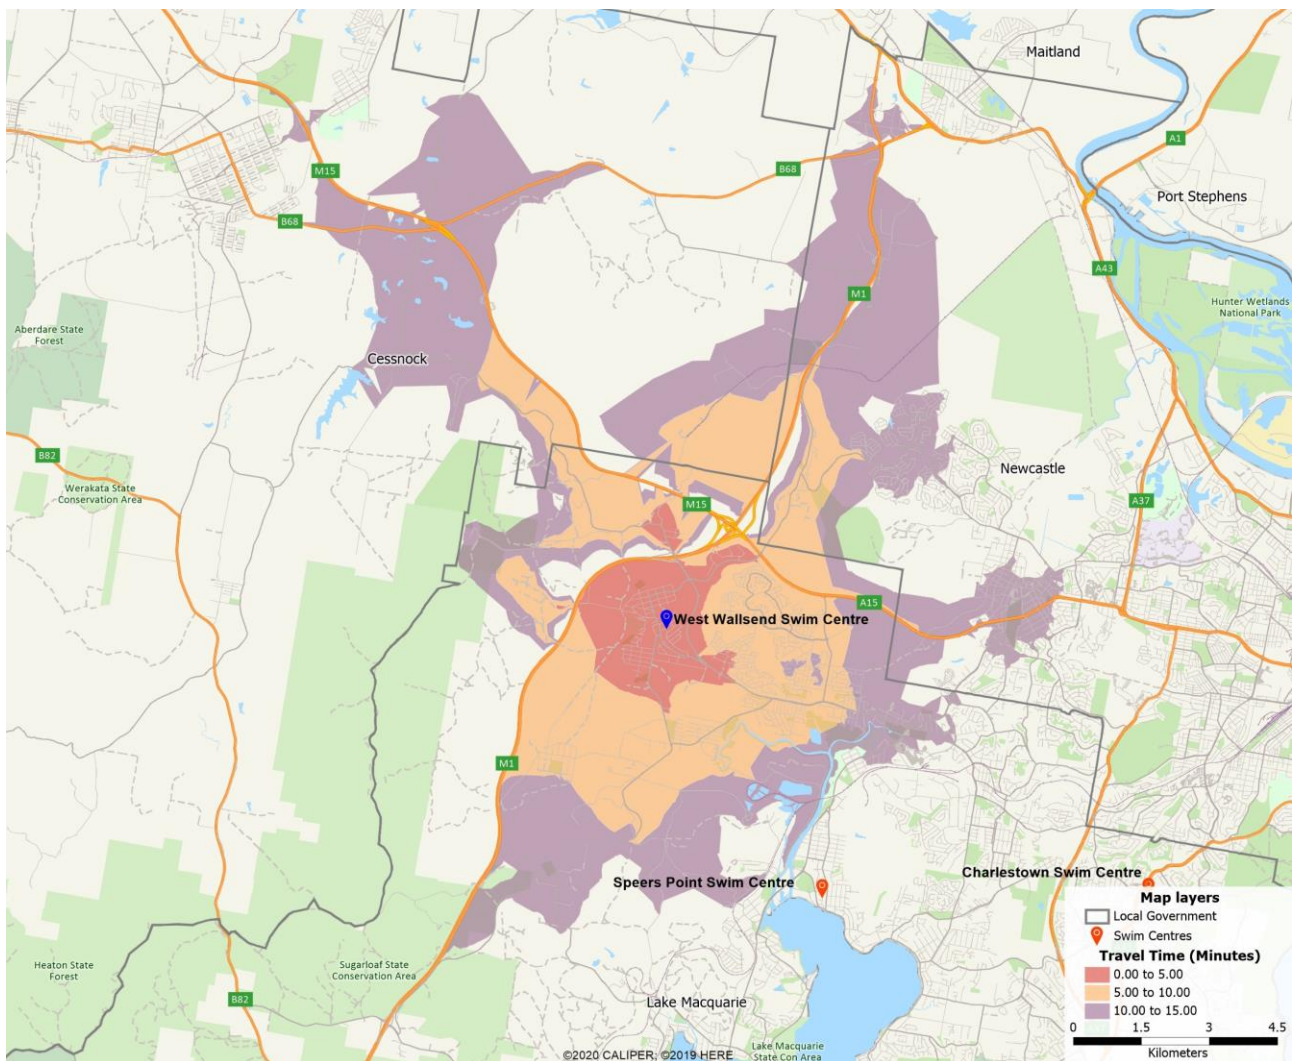 Maitland
A1
M15
B68
Port Stephens
B68
A43
M1
Hunter Wetlands
National Park
Aberdare State
Forest
Cessnock
B82
Newcastle
Werakata State
Conservation Area
A37
M15
A15
West Wallsend Swim Centre
M1
Charlestown Swim Centre
Speers Point Swim Centre
Map layers
Local Government
Swim Centres
Travel Time (Minutes)
0.00 to 5.00
5.00 to 10.00
10.00 to 15.00
Heaton State
Forest
Sugarloaf State
Conservation Area
B82
Lake Macquarie
0 1.5 3 4.5
Kilometers
Lake Macquarie
State Con Area
©2020 CALIPER; ©2019 HERE